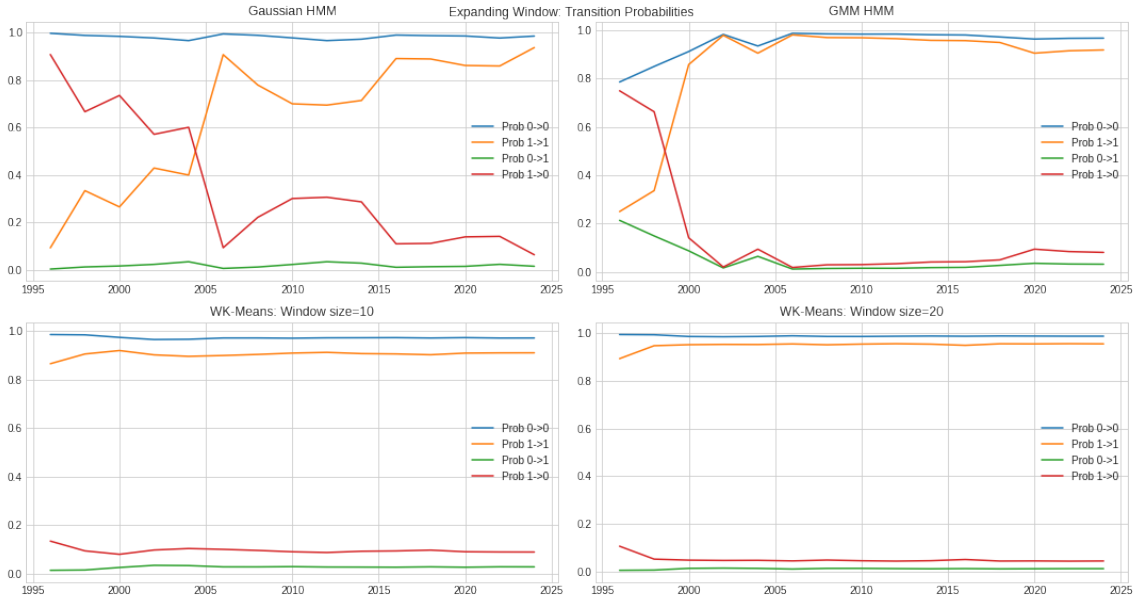 Expanding Window: Transition Probabilities
Gaussian HMM
1.0
0.8
0.6
0.4
0.2
0.0
Prob 0->0
Prob 1->1
Prob 0->1
Prob 1->0
1995 2000 2005 2010 2015 2020 2025
GMM HMM
1.0
0.8
0.6
0.4
0.2
0.0
Prob 0->0
Prob 1->1
Prob 0->1
Prob 1->0
1995 2000 2005 2010 2015 2020 2025
WK-Means: Window size=10
1.0
0.8
0.6
0.4
0.2
0.0
Prob 0->0
Prob 1->1
Prob 0->1
Prob 1->0
1995 2000 2005 2010 2015 2020 2025
WK-Means: Window size=20
1.0
0.8
0.6
0.4
0.2
0.0
Prob 0->0
Prob 1->1
Prob 0->1
Prob 1->0
1995 2000 2005 2010 2015 2020 2025